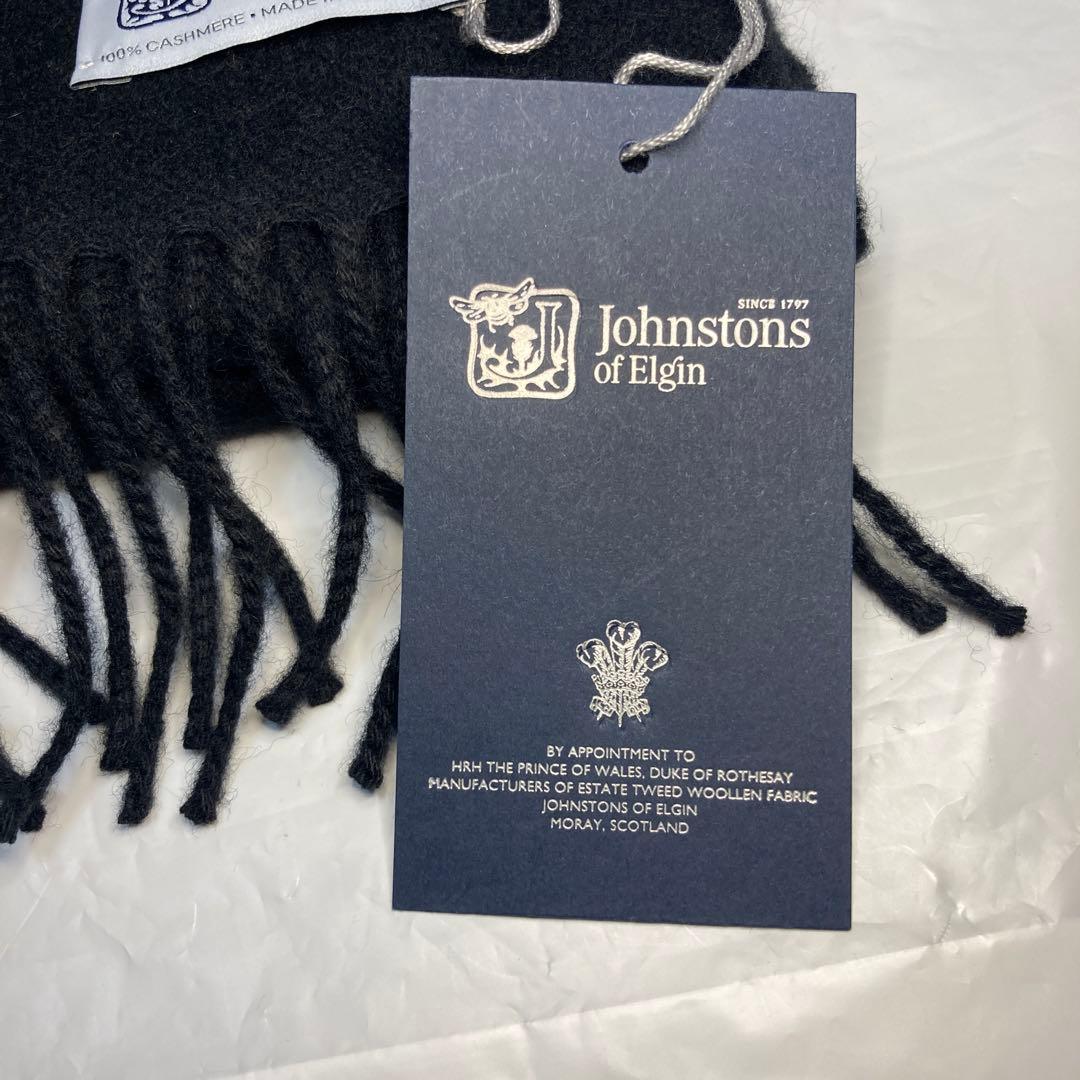 100% CASHMERE • MADE
SINCE 1797
Johnstons
of Elgin
BY APPOINTMENT TO
HRH THE PRINCE OF WALES, DUKE OF ROTHESAY
MANUFACTURERS OF ESTATE TWEED WOOLLEN FABRIC
JOHNSTONS OF ELGIN
MORAY, SCOTLAND